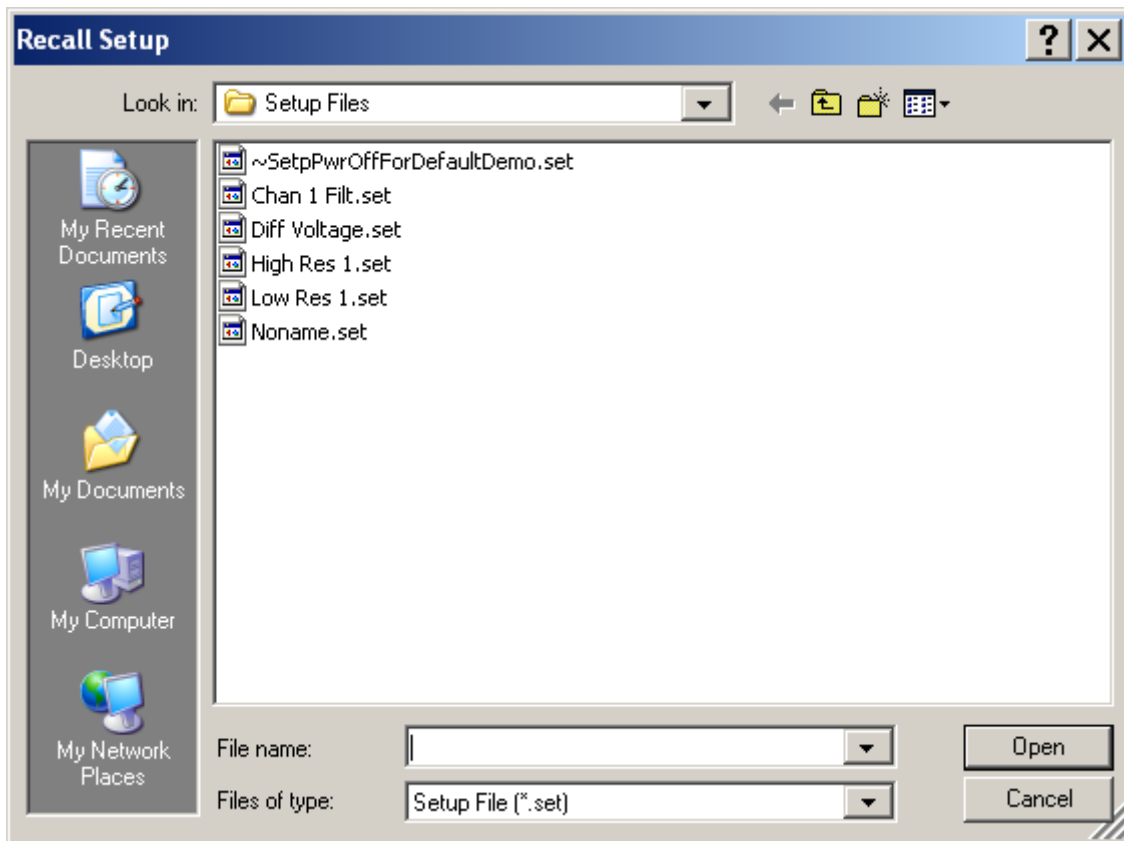 Recall Setup
Look in:
Setup Files
My Recent
Documents
Desktop
My Documents
My Computer
My Network
Places
~SetpPwrOffForDefaultDemo.set
Chan 1 Filt.set
Diff Voltage.set
High Res 1.set
Low Res 1.set
Noname.set
File name:
Open
Files of type:
Setup File (*.set)
Cancel